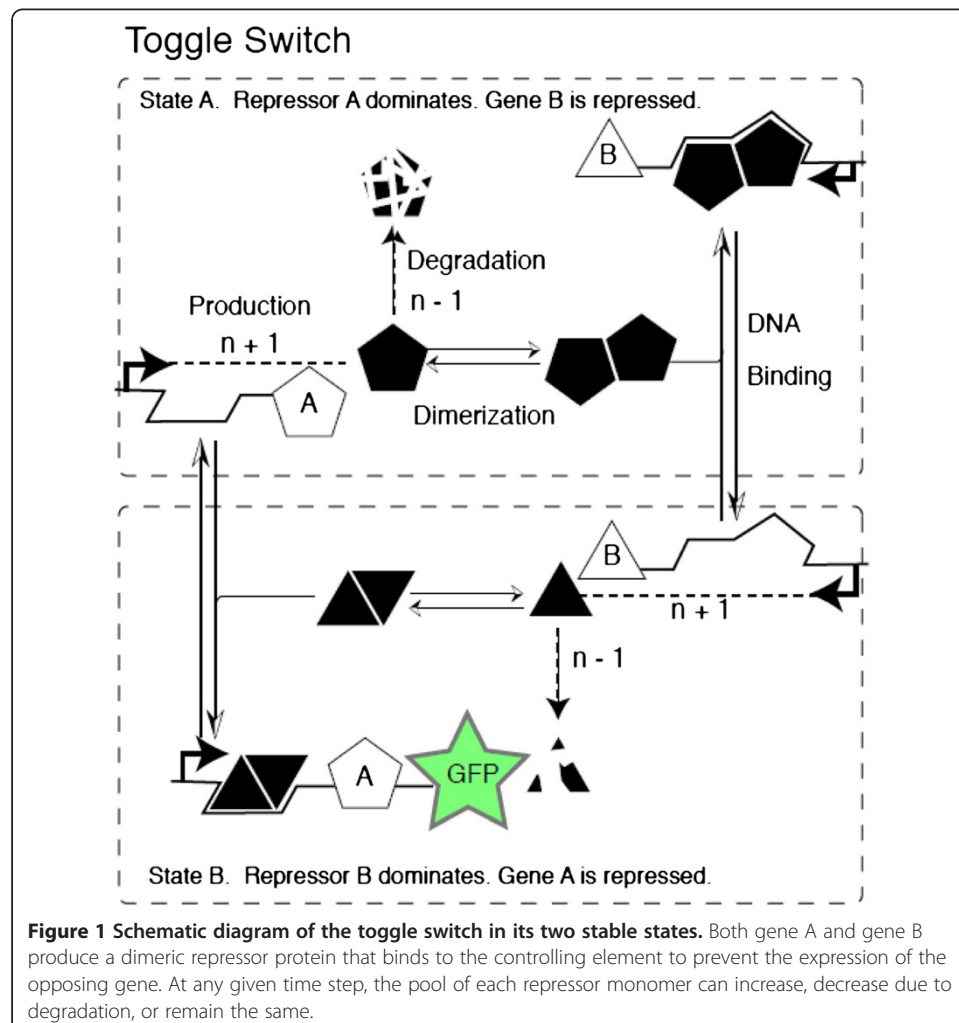 Toggle Switch
State A. Repressor A dominates. Gene B is repressed.
B
Degradation
n - 1
Production
n + 1
DNA
Binding
A
Dimerization
B
n + 1
n - 1
A
GFP
State B. Repressor B dominates. Gene A is repressed.
Figure 1 Schematic diagram of the toggle switch in its two stable states. Both gene A and gene B
produce a dimeric repressor protein that binds to the controlling element to prevent the expression of the
opposing gene. At any given time step, the pool of each repressor monomer can increase, decrease due to
degradation, or remain the same.